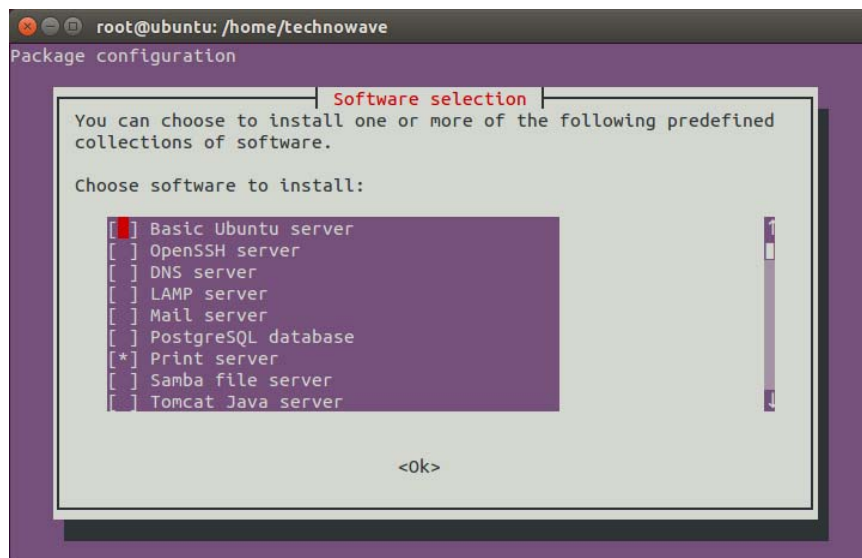 root@ubuntu: /home/technowave
Package configuration
Software selection
You can choose to install one or more of the following predefined
collections of software.
Choose software to install:
[ ] Basic Ubuntu server
[ ] OpenSSH server
[ ] DNS server
[ ] LAMP server
[ ] Mail server
[ ] PostgreSQL database
[*] Print server
[ ] Samba file server
[ ] Tomcat Java server
<Ok>